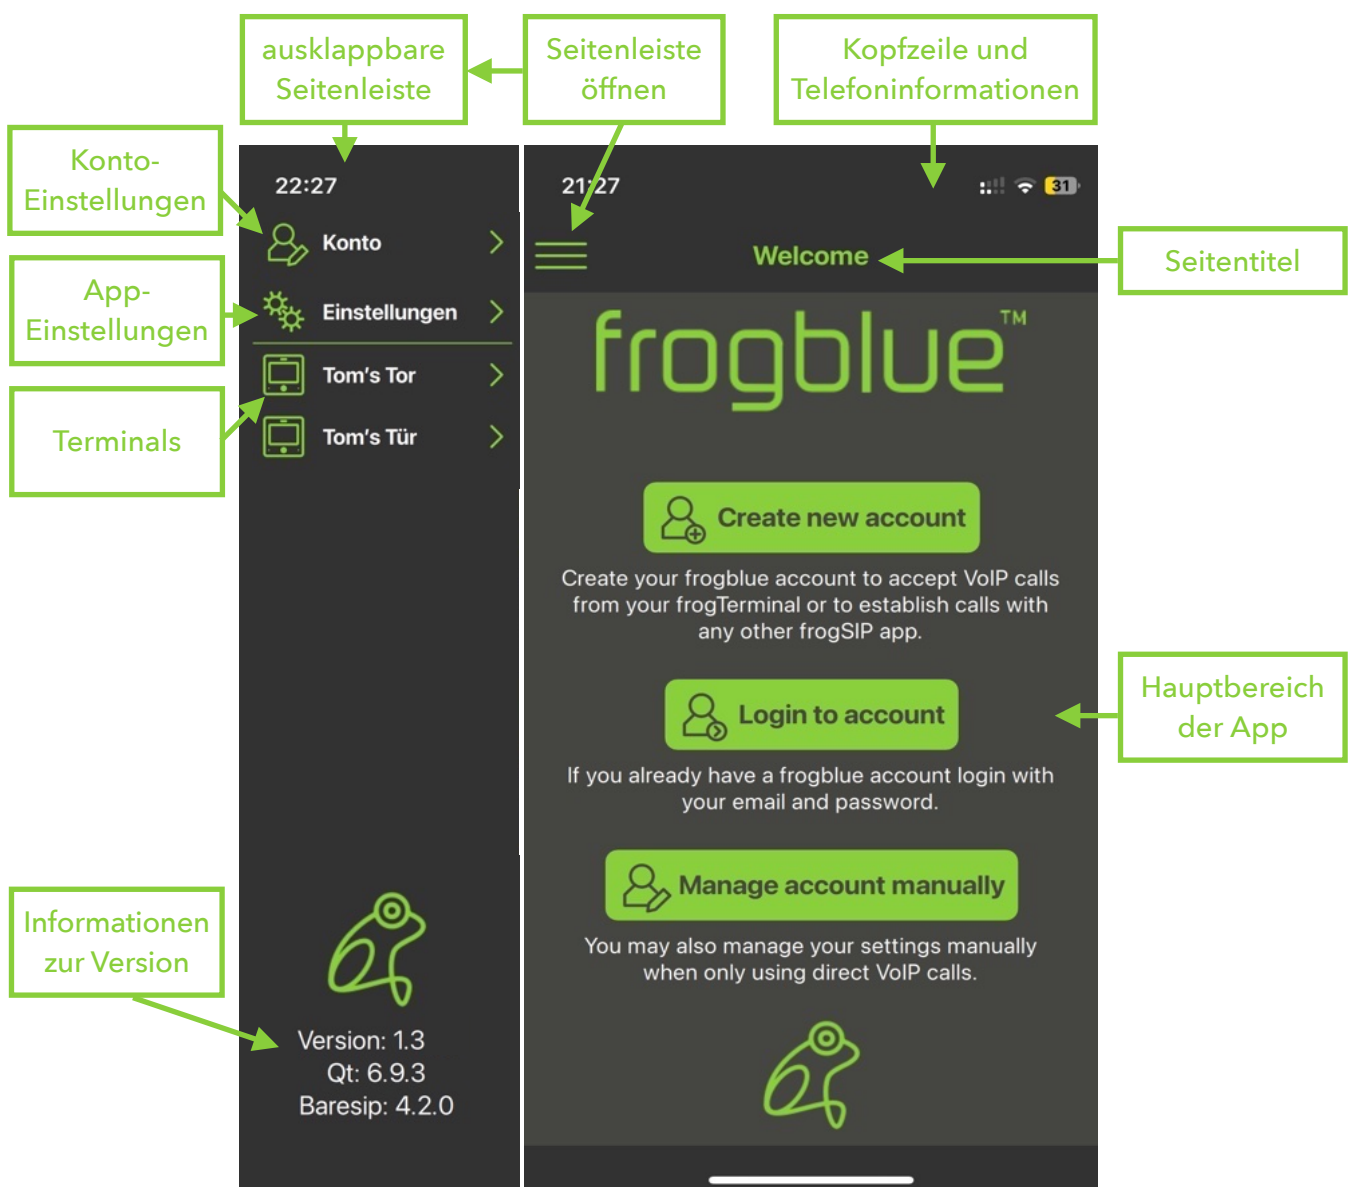 ausklappbare
Seitenleiste
Seitenleiste
öffnen
Kopfzeile und
Telefoninformationen
Konto-
Einstellungen
App-
Einstellungen
Terminals
Informationen
zur Version
22:27
Konto
Einstellungen
Tom's Tor
Tom's Tür
Version: 1.3
Qt: 6.9.3
Baresip: 4.2.0
21:27
31
Welcome
frogblue™
Create new account
Create your frogblue account to accept VoIP calls
from your frogTerminal or to establish calls with
any other frogSIP app.
Login to account
If you already have a frogblue account login with
your email and password.
Manage account manually
You may also manage your settings manually
when only using direct VoIP calls.
Seitentitel
Hauptbereich
der App